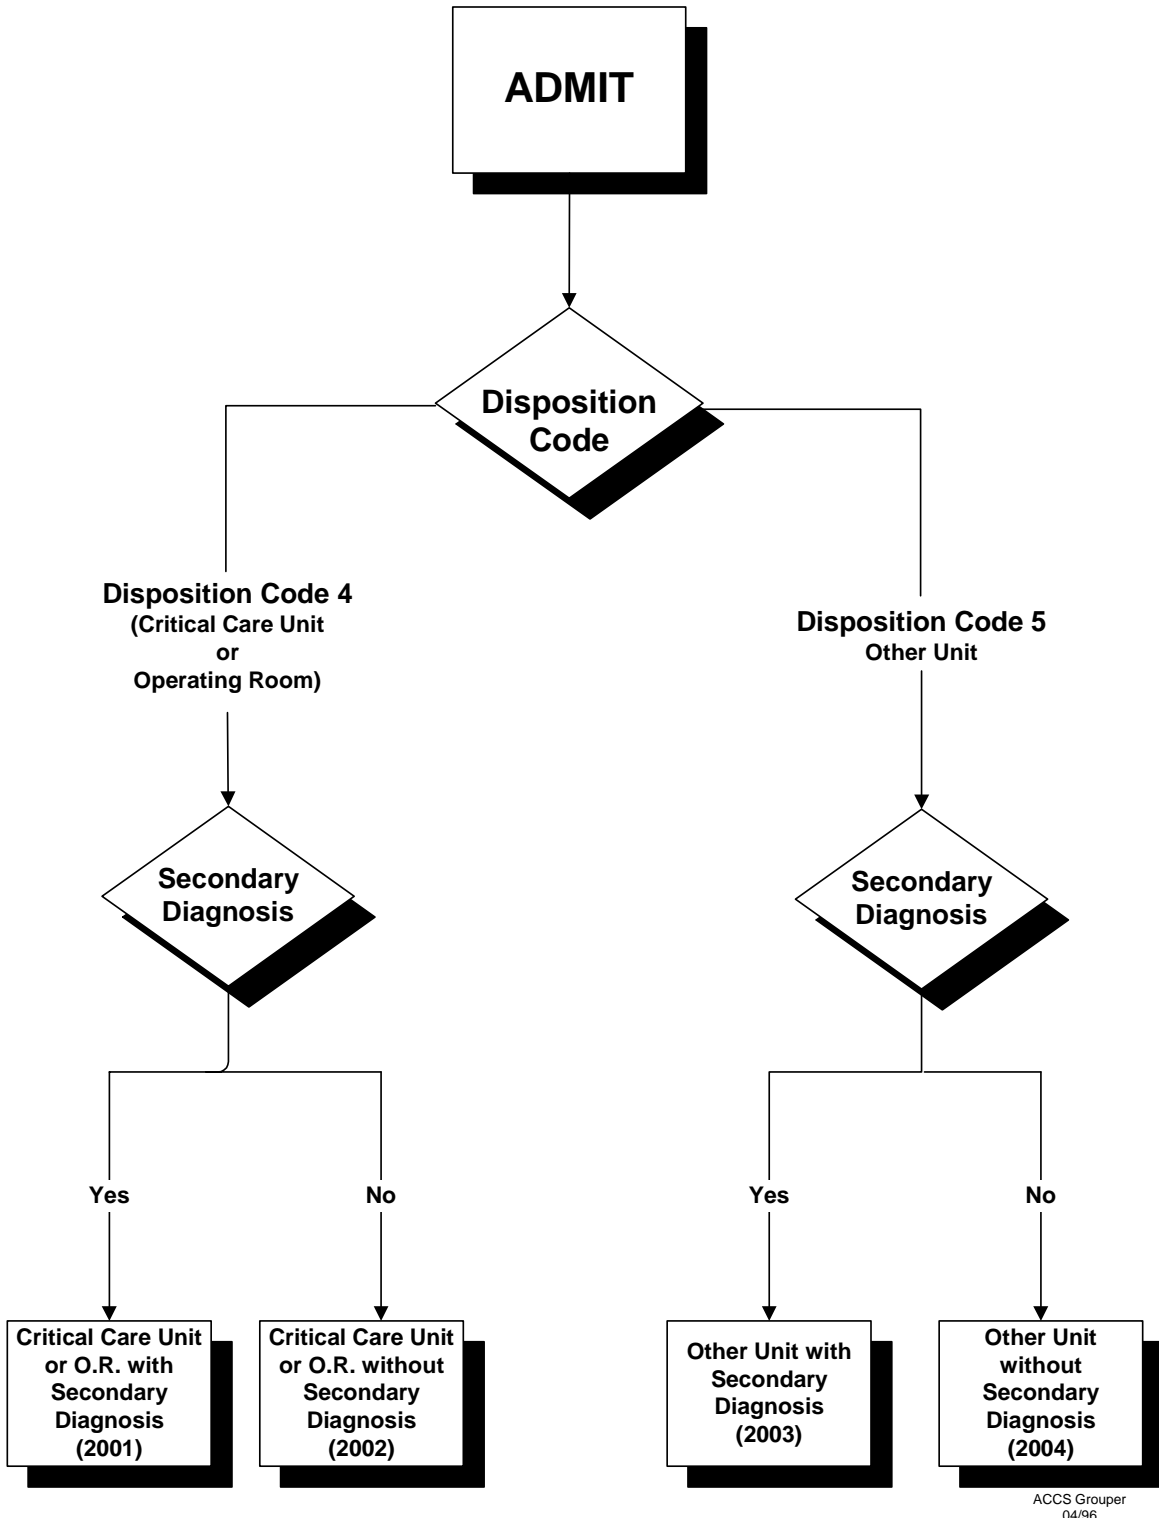 ADMIT
Disposition
Code
Disposition Code 4
(Critical Care Unit
or
Operating Room)
Disposition Code 5
Other Unit
Secondary
Diagnosis
Secondary
Diagnosis
Yes
No
Yes
No
Critical Care Unit
or O.R. with
Secondary
Diagnosis
(2001)
Critical Care Unit
or O.R. without
Secondary
Diagnosis
(2002)
Other Unit with
Secondary
Diagnosis
(2003)
Other Unit
without
Secondary
Diagnosis
(2004)
ACCS Grouper
04/96